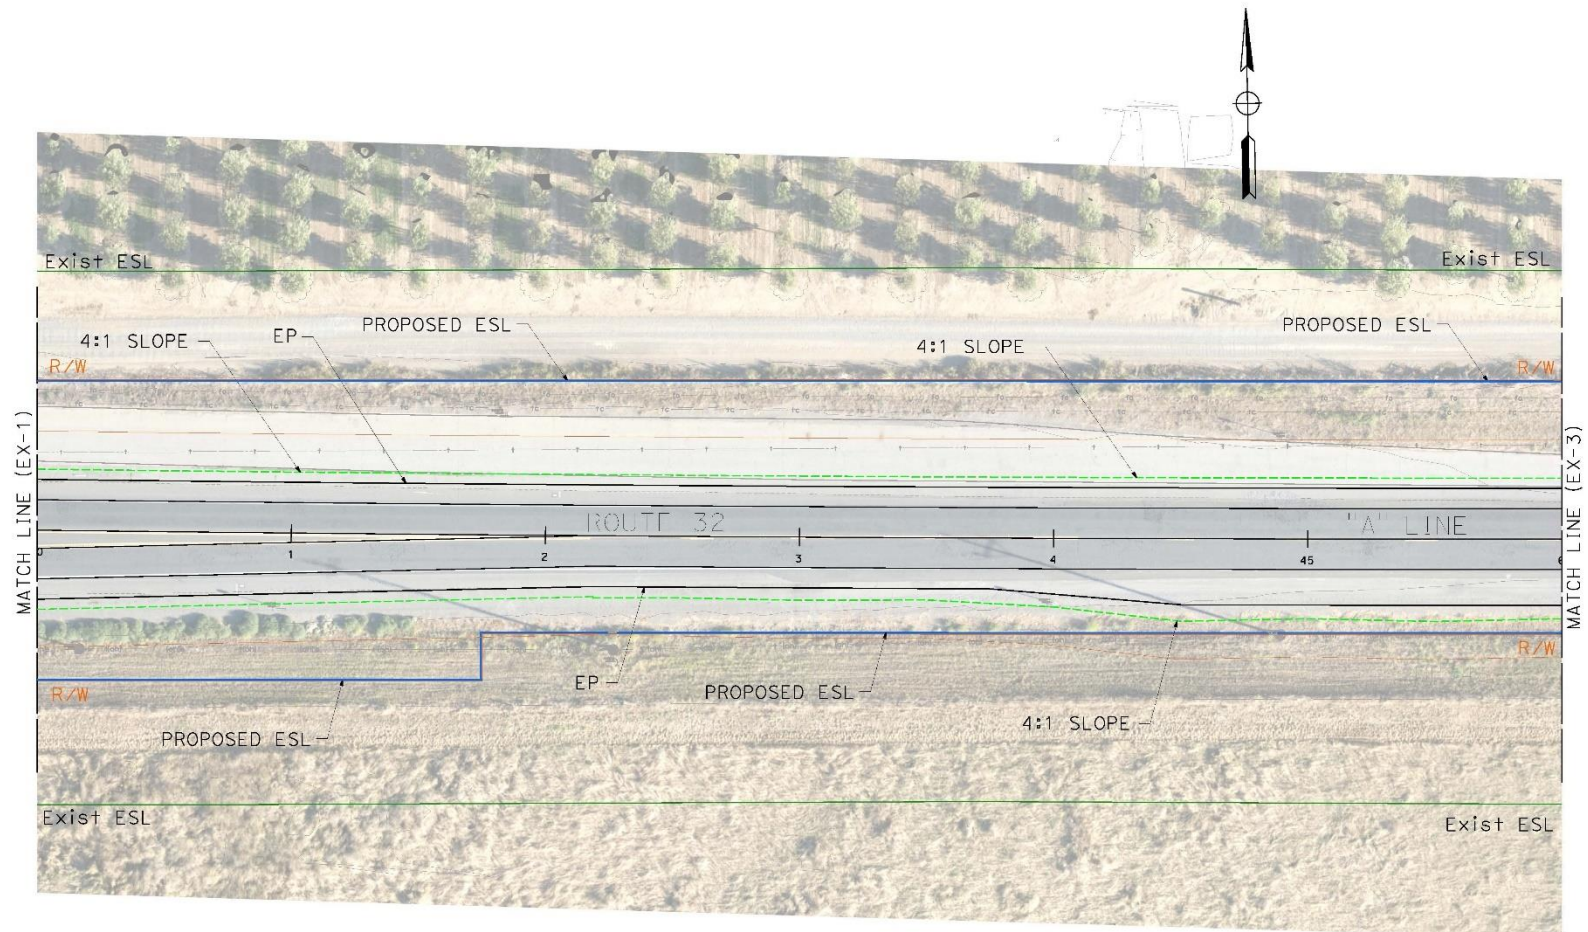 Exist ESL
Exist ESL
PROPOSED ESL
PROPOSED ESL
EP
4:1 SLOPE
4:1 SLOPE
R/W
R/W
MATCH LINE (EX-1)
MATCH LINE (EX-3)
ROUTE 32
"A" LINE
1
2
3
4
45
R/W
R/W
EP
PROPOSED ESL
4:1 SLOPE
PROPOSED ESL
Exist ESL
Exist ESL